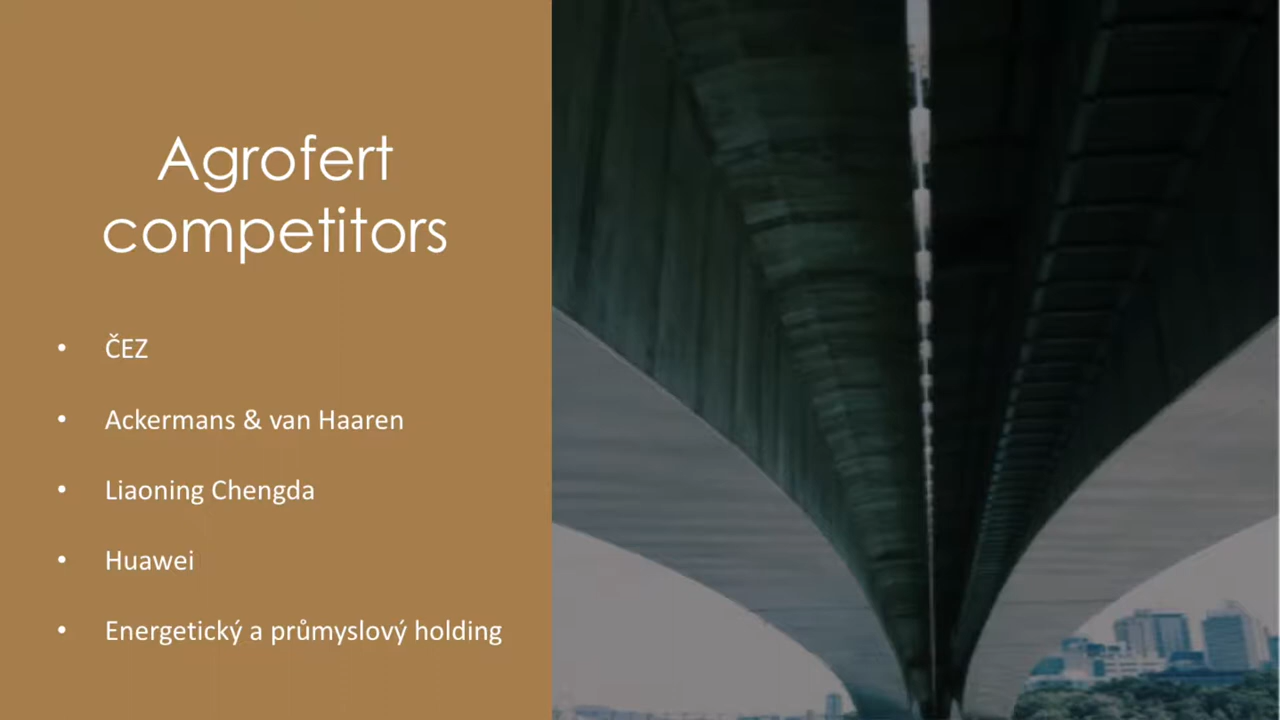 Agrofert
competitors
• ČEZ
• Ackermans & van Haaren
• Liaoning Chengda
• Huawei
• Energetický a průmyslový holding